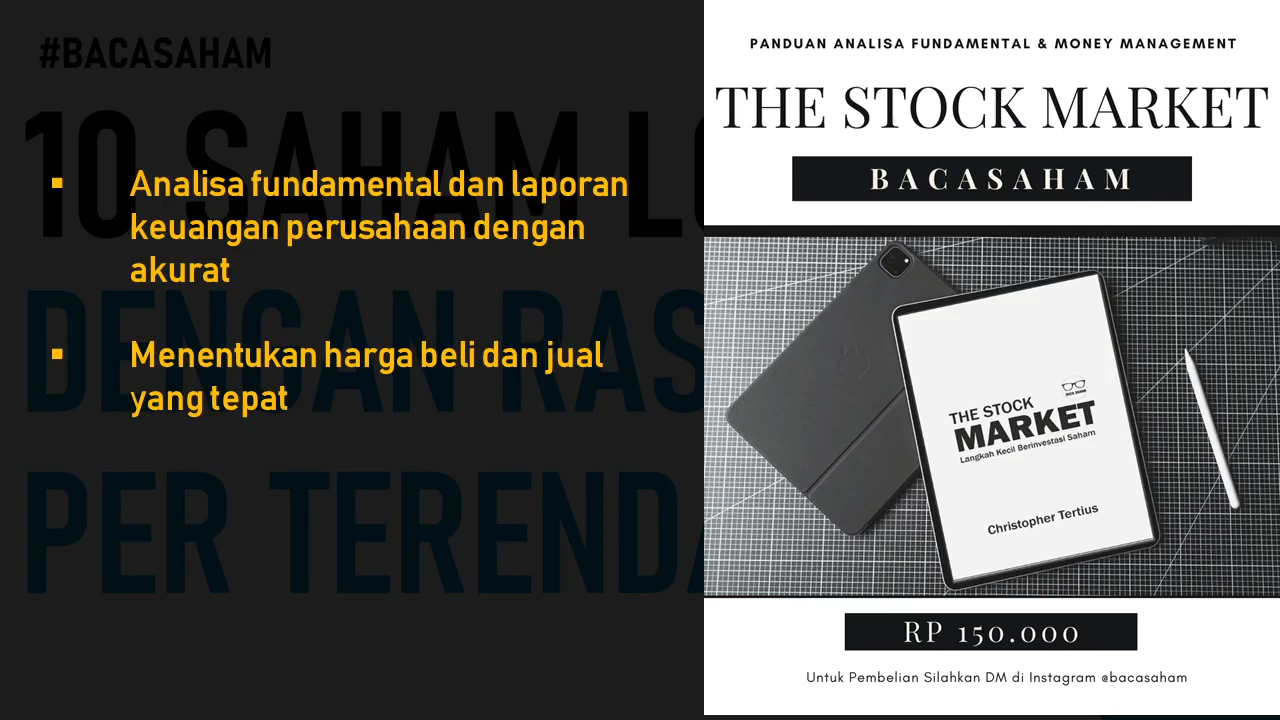 #BACASAHAM
10 SAHAM
DENGAN
PER
▪ Analisa fundamental dan laporan
keuangan perusahaan dengan
akurat
▪ Menentukan harga beli dan jual
yang tepat
PANDUAN ANALISA FUNDAMENTAL & MONEY MANAGEMENT
THE STOCK MARKET
BACASAHAM
BACA SAHAM
THE STOCK
MARKET
Langkah Kecil Berinvestasi Saham
Christopher Tertius
RP 150.000
Untuk Pembelian Silahkan DM di Instagram @bacasaham